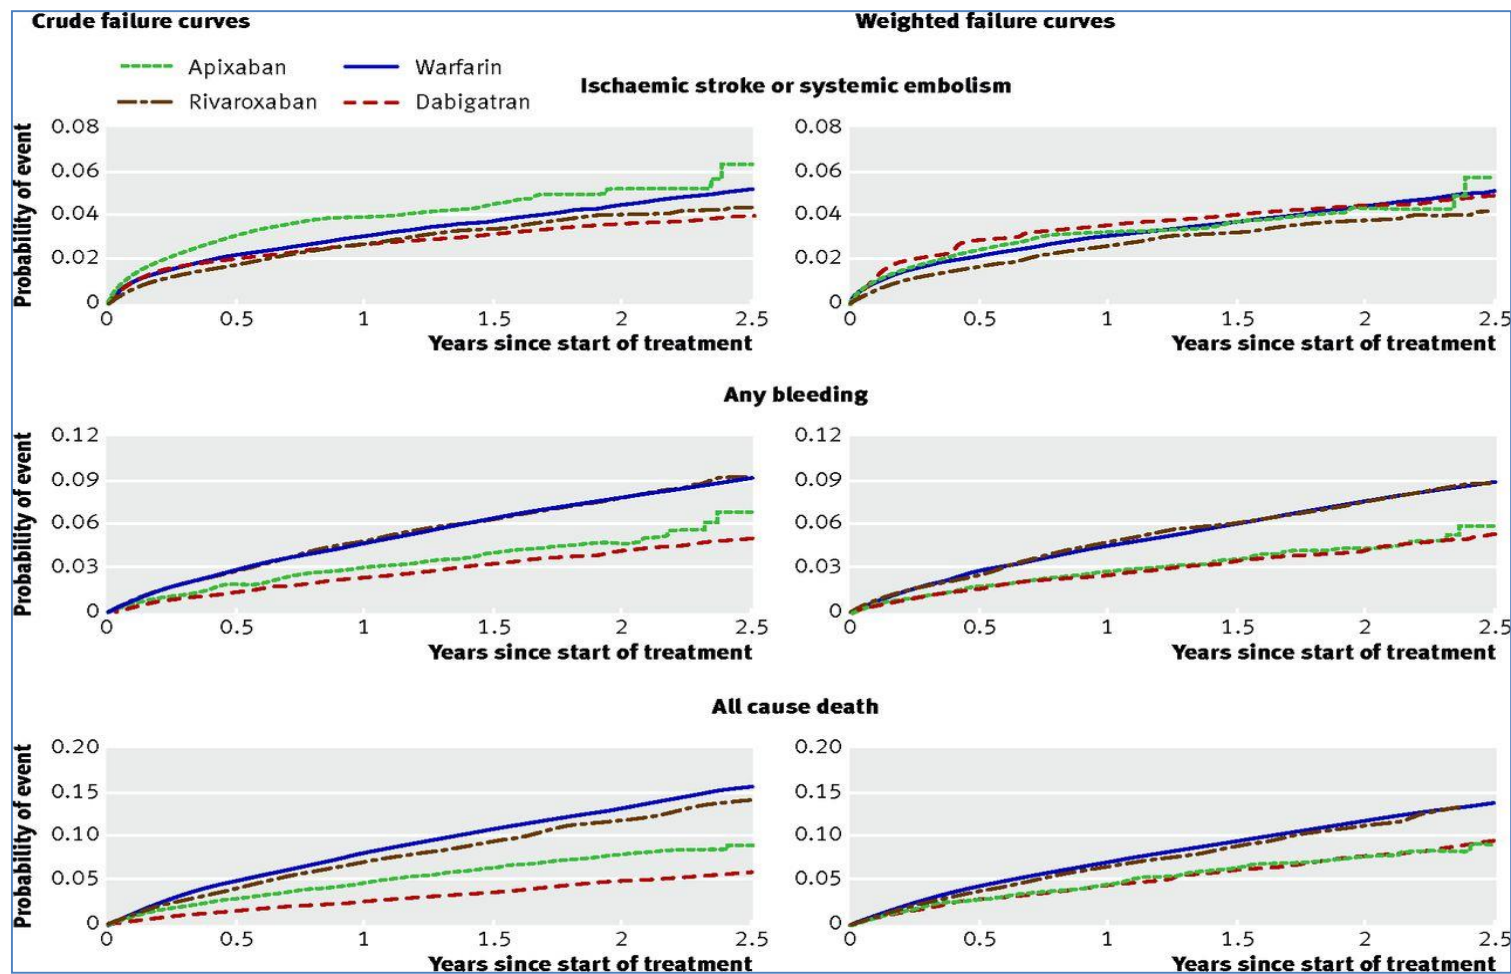 Crude failure curves
Weighted failure curves
Apixaban
Warfarin
Rivaroxaban
Dabigatran
Ischaemic stroke or systemic embolism
Probability of event
0.08
0.06
0.04
0.02
0
0 0.5 1 1.5 2 2.5
Years since start of treatment
0.08
0.06
0.04
0.02
0
0 0.5 1 1.5 2 2.5
Years since start of treatment
Any bleeding
Probability of event
0.12
0.09
0.06
0.03
0
0 0.5 1 1.5 2 2.5
Years since start of treatment
0.12
0.09
0.06
0.03
0
0 0.5 1 1.5 2 2.5
Years since start of treatment
All cause death
Probability of event
0.20
0.15
0.10
0.05
0
0 0.5 1 1.5 2 2.5
Years since start of treatment
0.20
0.15
0.10
0.05
0
0 0.5 1 1.5 2 2.5
Years since start of treatment